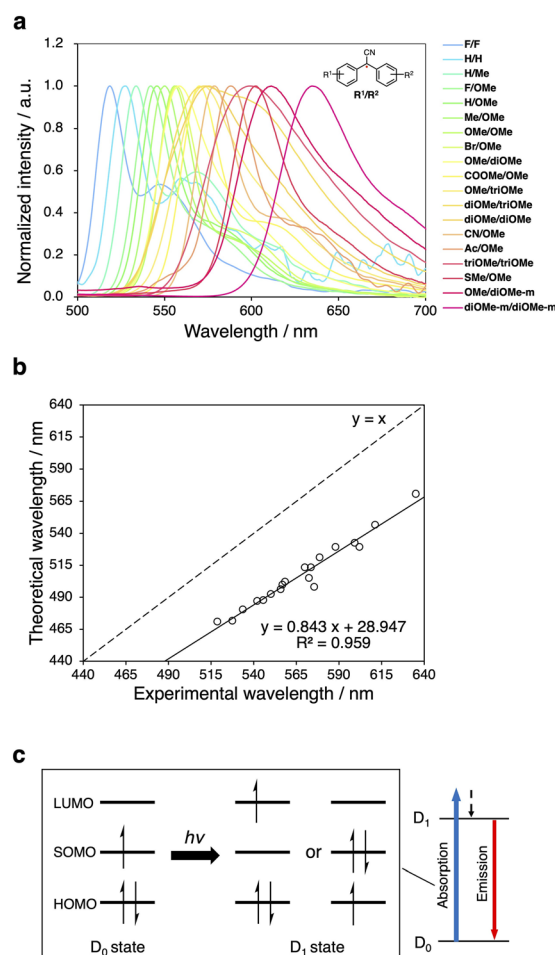 a
Normalized intensity / a.u.
1.2
1.0
0.8
0.6
0.4
0.2
0.0
500
550
600
650
700
Wavelength / nm
CN
R¹
R²
R¹/R²
F/F
H/H
H/Me
F/OMe
H/OMe
Me/OMe
OMe/OMe
Br/OMe
OMe/diOMe
COOMe/OMe
OMe/triOMe
diOMe/triOMe
diOMe/diOMe
CN/OMe
Ac/OMe
triOMe/triOMe
SMe/OMe
OMe/diOMe-m
diOMe-m/diOMe-m
b
Theoretical wavelength / nm
640
615
590
565
540
515
490
465
440
y = x
y = 0.843 x + 28.947
R² = 0.959
440
465
490
515
540
565
590
615
640
Experimental wavelength / nm
c
LUMO
SOMO
HOMO
hν
or
D₀ state
D₁ state
D₁
D₀
Absorption
Emission